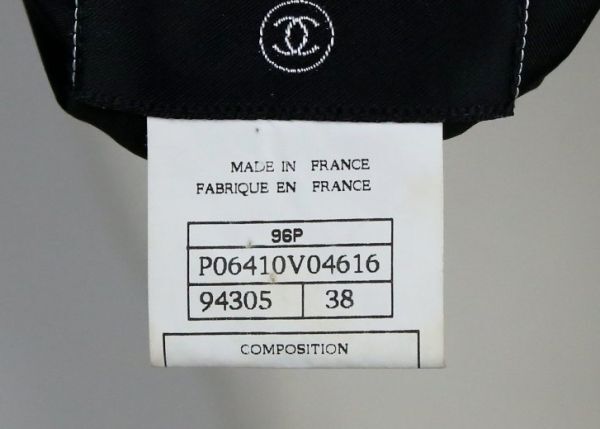 MADE IN FRANCE
FABRIQUE EN FRANCE
96P
P06410V04616
94305 38
COMPOSITION